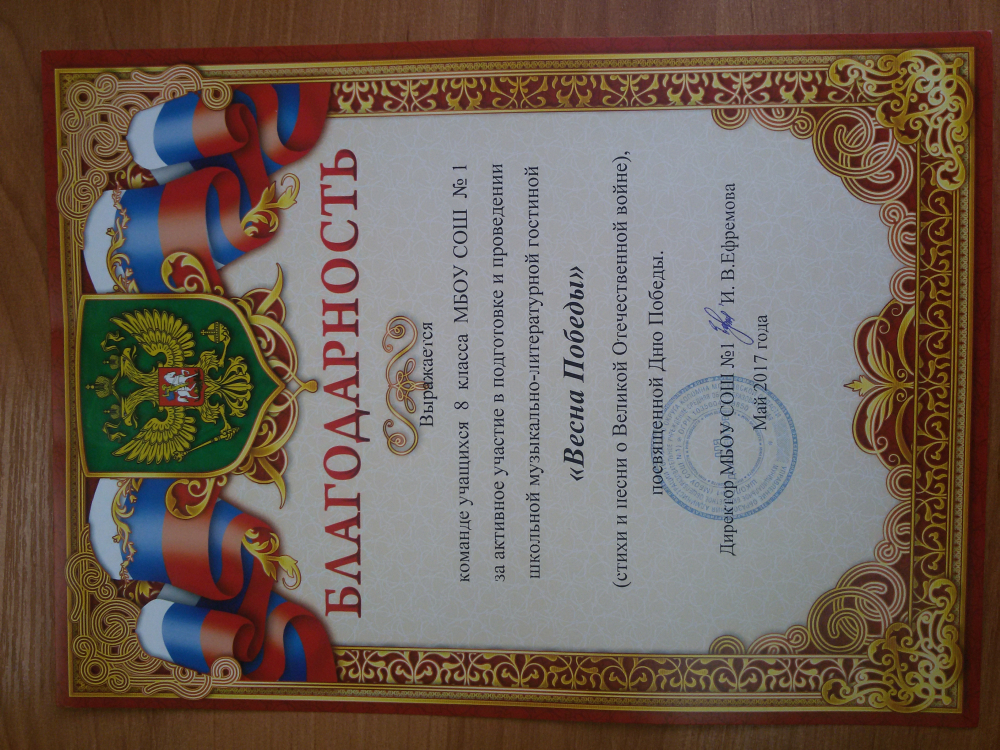 БЛАГОДАРНОСТЬ
Выражается
команде учащихся 8 класса МБОУ СОШ № 1
за активное участие в подготовке и проведении
школьной музыкально-литературной гостиной
«Весна Победы»
(стихи и песни о Великой Отечественной войне),
посвященной Дню Победы.
Директор МБОУ СОШ №1 И. В.Ефремова
Май 2017 года